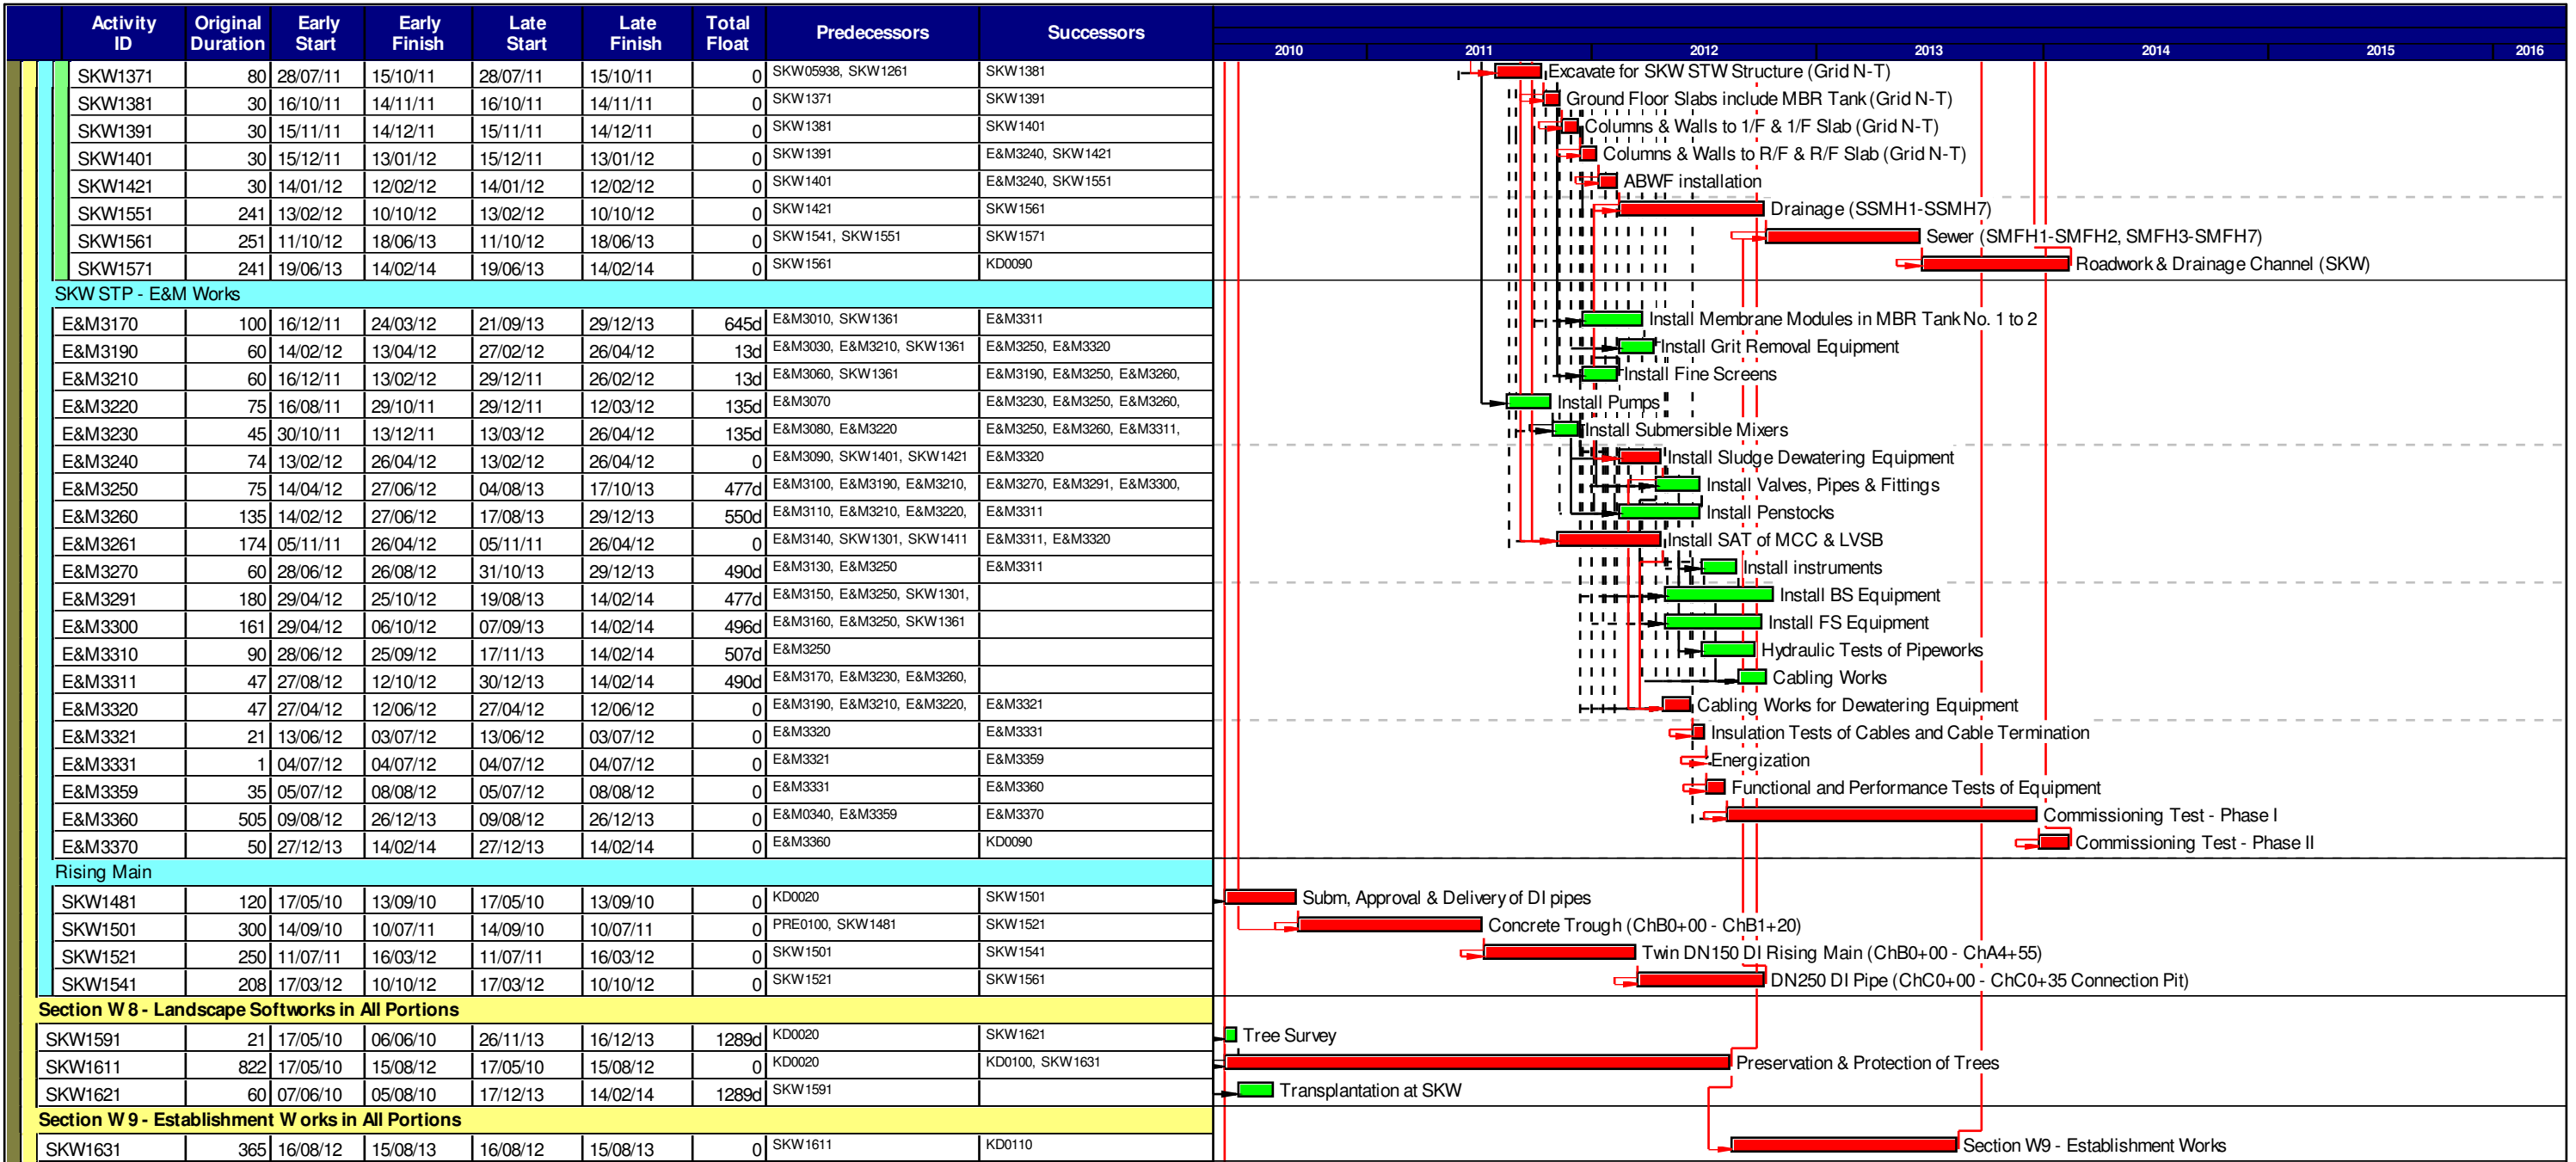 Activity ID Original Duration Early Start Early Finish Late Start Late Finish Total Float Predecessors Successors 2010 2011 2012 2013 2014 2015 2016
SKW1371 80 28/07/11 15/10/11 28/07/11 15/10/11 0 SKW05938, SKW1261 SKW1381 Excavate for SKW STW Structure (Grid N-T)
SKW1381 30 16/10/11 14/11/11 16/10/11 14/11/11 0 SKW1371 SKW1391 Ground Floor Slabs include MBR Tank (Grid N-T)
SKW1391 30 15/11/11 14/12/11 15/11/11 14/12/11 0 SKW1381 SKW1401 Columns & Walls to 1/F & 1/F Slab (Grid N-T)
SKW1401 30 15/12/11 13/01/12 15/12/11 13/01/12 0 SKW1391 E&M3240, SKW1421 Columns & Walls to R/F & R/F Slab (Grid N-T)
SKW1421 30 14/01/12 12/02/12 14/01/12 12/02/12 0 SKW1401 E&M3240, SKW1551 ABWF installation
SKW1551 241 13/02/12 10/10/12 13/02/12 10/10/12 0 SKW1421 SKW1561 Drainage (SSMH1-SSMH7)
SKW1561 251 11/10/12 18/06/13 11/10/12 18/06/13 0 SKW1541, SKW1551 SKW1571 Sewer (SMFH1-SMFH2, SMFH3-SMFH7)
SKW1571 241 19/06/13 14/02/14 19/06/13 14/02/14 0 SKW1561 KD0090 Roadwork & Drainage Channel (SKW)
SKW STP - E&M Works
E&M3170 100 16/12/11 24/03/12 21/09/13 29/12/13 645d E&M3010, SKW1361 E&M3311 Install Membrane Modules in MBR Tank No. 1 to 2
E&M3190 60 14/02/12 13/04/12 27/02/12 26/04/12 13d E&M3030, E&M3210, SKW1361 E&M3250, E&M3320 Install Grit Removal Equipment
E&M3210 60 16/12/11 13/02/12 29/12/11 26/02/12 13d E&M3060, SKW1361 E&M3190, E&M3250, E&M3260, Install Fine Screens
E&M3220 75 16/08/11 29/10/11 29/12/11 12/03/12 135d E&M3070 E&M3230, E&M3250, E&M3260, Install Pumps
E&M3230 45 30/10/11 13/12/11 13/03/12 26/04/12 135d E&M3080, E&M3220 E&M3250, E&M3260, E&M3311, Install Submersible Mixers
E&M3240 74 13/02/12 26/04/12 13/02/12 26/04/12 0 E&M3090, SKW1401, SKW1421 E&M3320 Install Sludge Dewatering Equipment
E&M3250 75 14/04/12 27/06/12 04/08/13 17/10/13 477d E&M3100, E&M3190, E&M3210, E&M3270, E&M3291, E&M3300, Install Valves, Pipes & Fittings
E&M3260 135 14/02/12 27/06/12 17/08/13 29/12/13 550d E&M3110, E&M3210, E&M3220, E&M3311 Install Penstocks
E&M3261 174 05/11/11 26/04/12 05/11/11 26/04/12 0 E&M3140, SKW1301, SKW1411 E&M3311, E&M3320 Install SAT of MCC & LVSB
E&M3270 60 28/06/12 26/08/12 31/10/13 29/12/13 490d E&M3130, E&M3250 E&M3311 Install instruments
E&M3291 180 29/04/12 25/10/12 19/08/13 14/02/14 477d E&M3150, E&M3250, SKW1301, Install BS Equipment
E&M3300 161 29/04/12 06/10/12 07/09/13 14/02/14 496d E&M3160, E&M3250, SKW1361 Install FS Equipment
E&M3310 90 28/06/12 25/09/12 17/11/13 14/02/14 507d E&M3250 Hydraulic Tests of Pipeworks
E&M3311 47 27/08/12 12/10/12 30/12/13 14/02/14 490d E&M3170, E&M3230, E&M3260, Cabling Works
E&M3320 47 27/04/12 12/06/12 27/04/12 12/06/12 0 E&M3190, E&M3210, E&M3220, E&M3321 Cabling Works for Dewatering Equipment
E&M3321 21 13/06/12 03/07/12 13/06/12 03/07/12 0 E&M3320 E&M3331 Insulation Tests of Cables and Cable Termination
E&M3331 1 04/07/12 04/07/12 04/07/12 04/07/12 0 E&M3321 E&M3359 Energization
E&M3359 35 05/07/12 08/08/12 05/07/12 08/08/12 0 E&M3331 E&M3360 Functional and Performance Tests of Equipment
E&M3360 505 09/08/12 26/12/13 09/08/12 26/12/13 0 E&M0340, E&M3359 E&M3370 Commissioning Test - Phase I
E&M3370 50 27/12/13 14/02/14 27/12/13 14/02/14 0 E&M3360 KD0090 Commissioning Test - Phase II
Rising Main
SKW1481 120 17/05/10 13/09/10 17/05/10 13/09/10 0 KD0020 SKW1501 Subm, Approval & Delivery of DI pipes
SKW1501 300 14/09/10 10/07/11 14/09/10 10/07/11 0 PRE0100, SKW1481 SKW1521 Concrete Trough (ChB0+00 - ChB1+20)
SKW1521 250 11/07/11 16/03/12 11/07/11 16/03/12 0 SKW1501 SKW1541 Twin DN150 DI Rising Main (ChB0+00 - ChA4+55)
SKW1541 208 17/03/12 10/10/12 17/03/12 10/10/12 0 SKW1521 SKW1561 DN250 DI Pipe (ChC0+00 - ChC0+35 Connection Pit)
Section W8 - Landscape Softworks in All Portions
SKW1591 21 17/05/10 06/06/10 26/11/13 16/12/13 1289d KD0020 SKW1621 Tree Survey
SKW1611 822 17/05/10 15/08/12 17/05/10 15/08/12 0 KD0020 KD0100, SKW1631 Preservation & Protection of Trees
SKW1621 60 07/06/10 05/08/10 17/12/13 14/02/14 1289d SKW1591 Transplantation at SKW
Section W9 - Establishment Works in All Portions
SKW1631 365 16/08/12 15/08/13 16/08/12 15/08/13 0 SKW1611 KD0110 Section W9 - Establishment Works